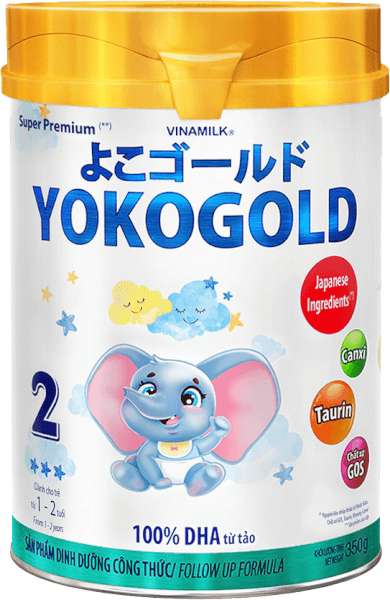 Super Premium (**)
VINAMILK®
よこゴールド
YOKOGOLD
Japanese
Ingredients(*)
Canxi
Taurin
Chất xơ
GOS
2
Dành cho trẻ
từ 1 - 2 tuổi
From 1 - 2 years
100% DHA từ tảo
SẢN PHẨM DINH DƯỠNG CÔNG THỨC/ FOLLOW UP FORMULA
KHỐI LƯỢNG TỊNH 350g